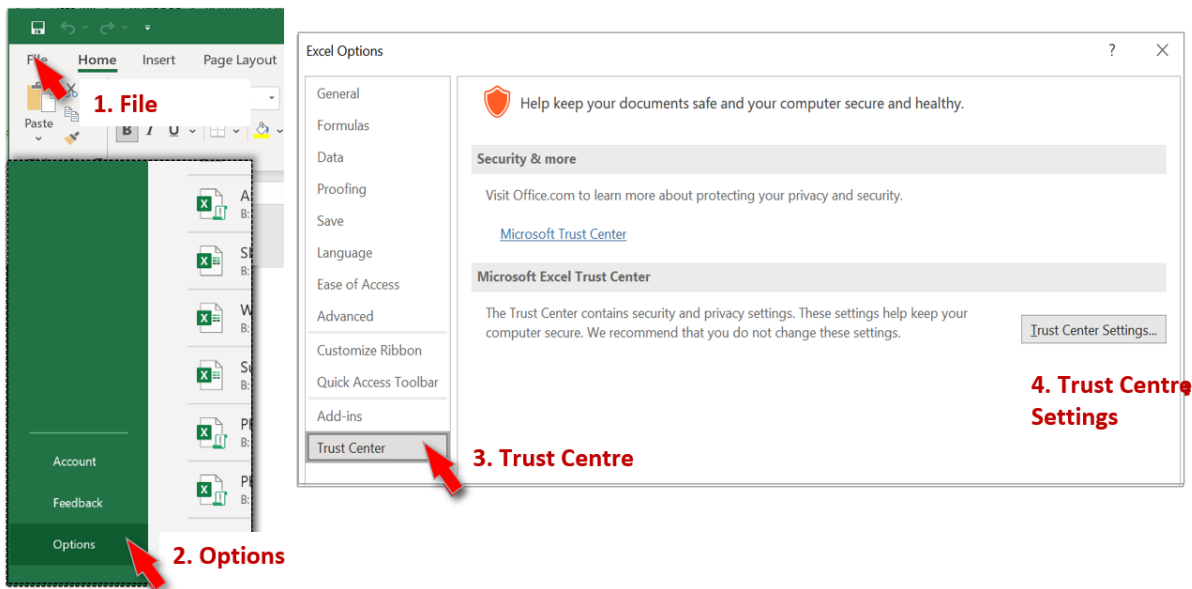 File Home Insert Page Layout
1. File
Paste
B I U
A
B:
Sl
B:
W
B:
Su
B:
Pl
B:
Pl
B:
Account
Feedback
Options
2. Options
Excel Options
General
Formulas
Data
Proofing
Save
Language
Ease of Access
Advanced
Customize Ribbon
Quick Access Toolbar
Add-ins
Trust Center
3. Trust Centre
Help keep your documents safe and your computer secure and healthy.
Security & more
Visit Office.com to learn more about protecting your privacy and security.
Microsoft Trust Center
Microsoft Excel Trust Center
The Trust Center contains security and privacy settings. These settings help keep your
computer secure. We recommend that you do not change these settings.
Trust Center Settings...
4. Trust Centre
Settings